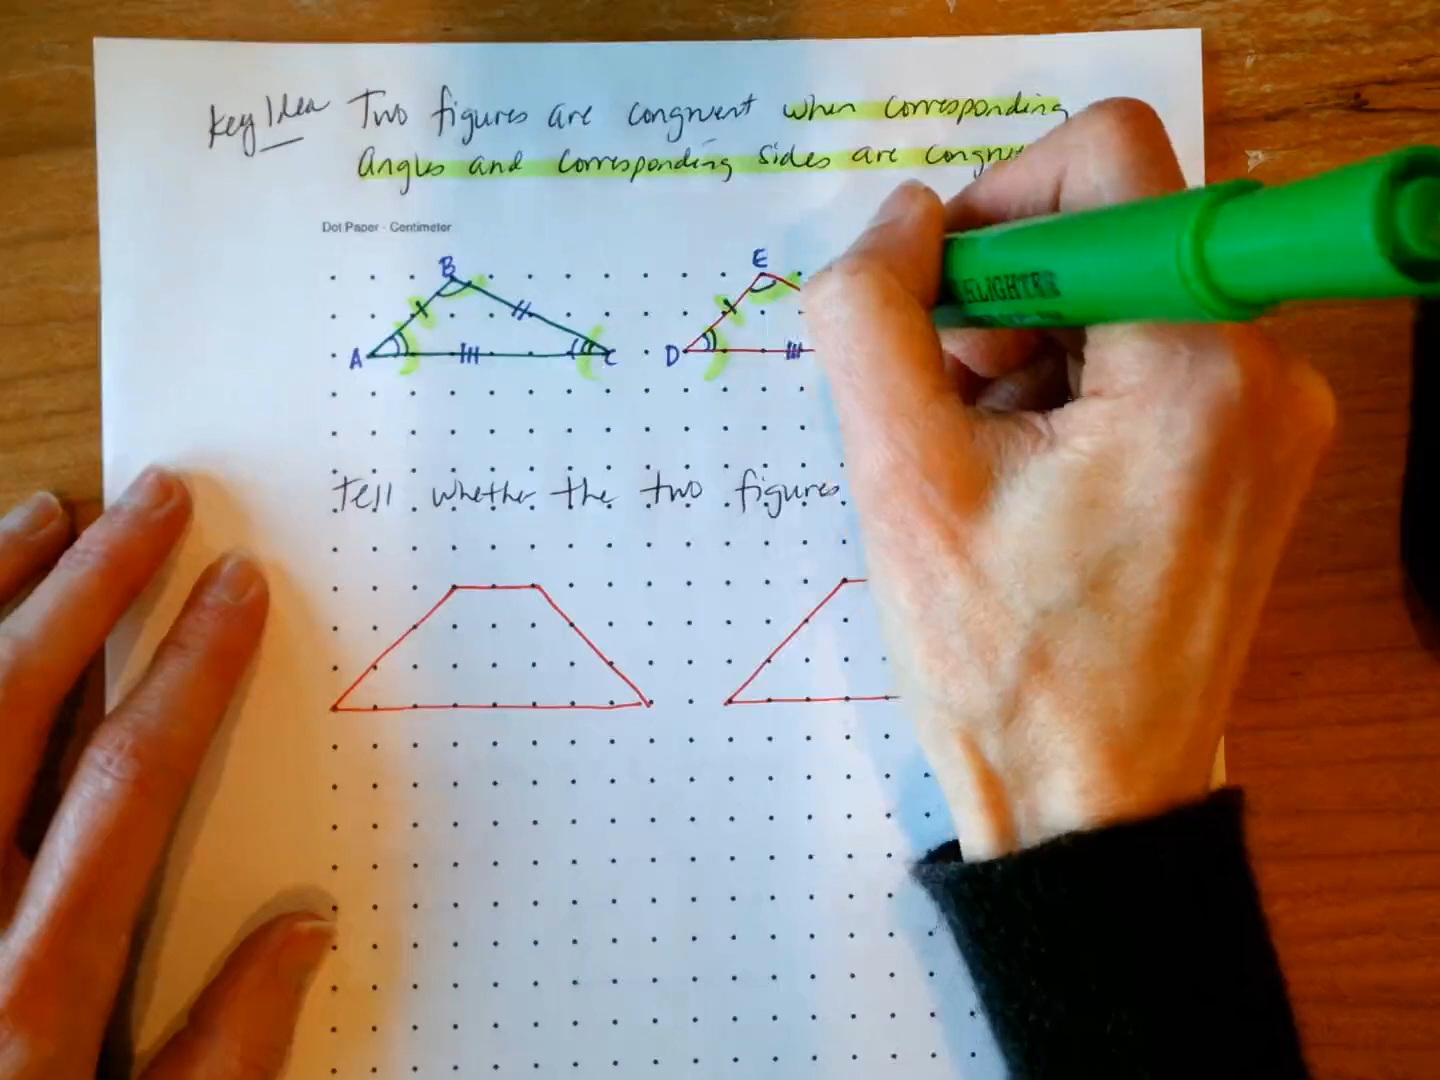 Key Idea Two figures are congruent when corresponding
angles and corresponding sides are
Dot Paper - Centimeter
B
E
A
C
D
HIGHLIGHTER
Tell whether the two figures